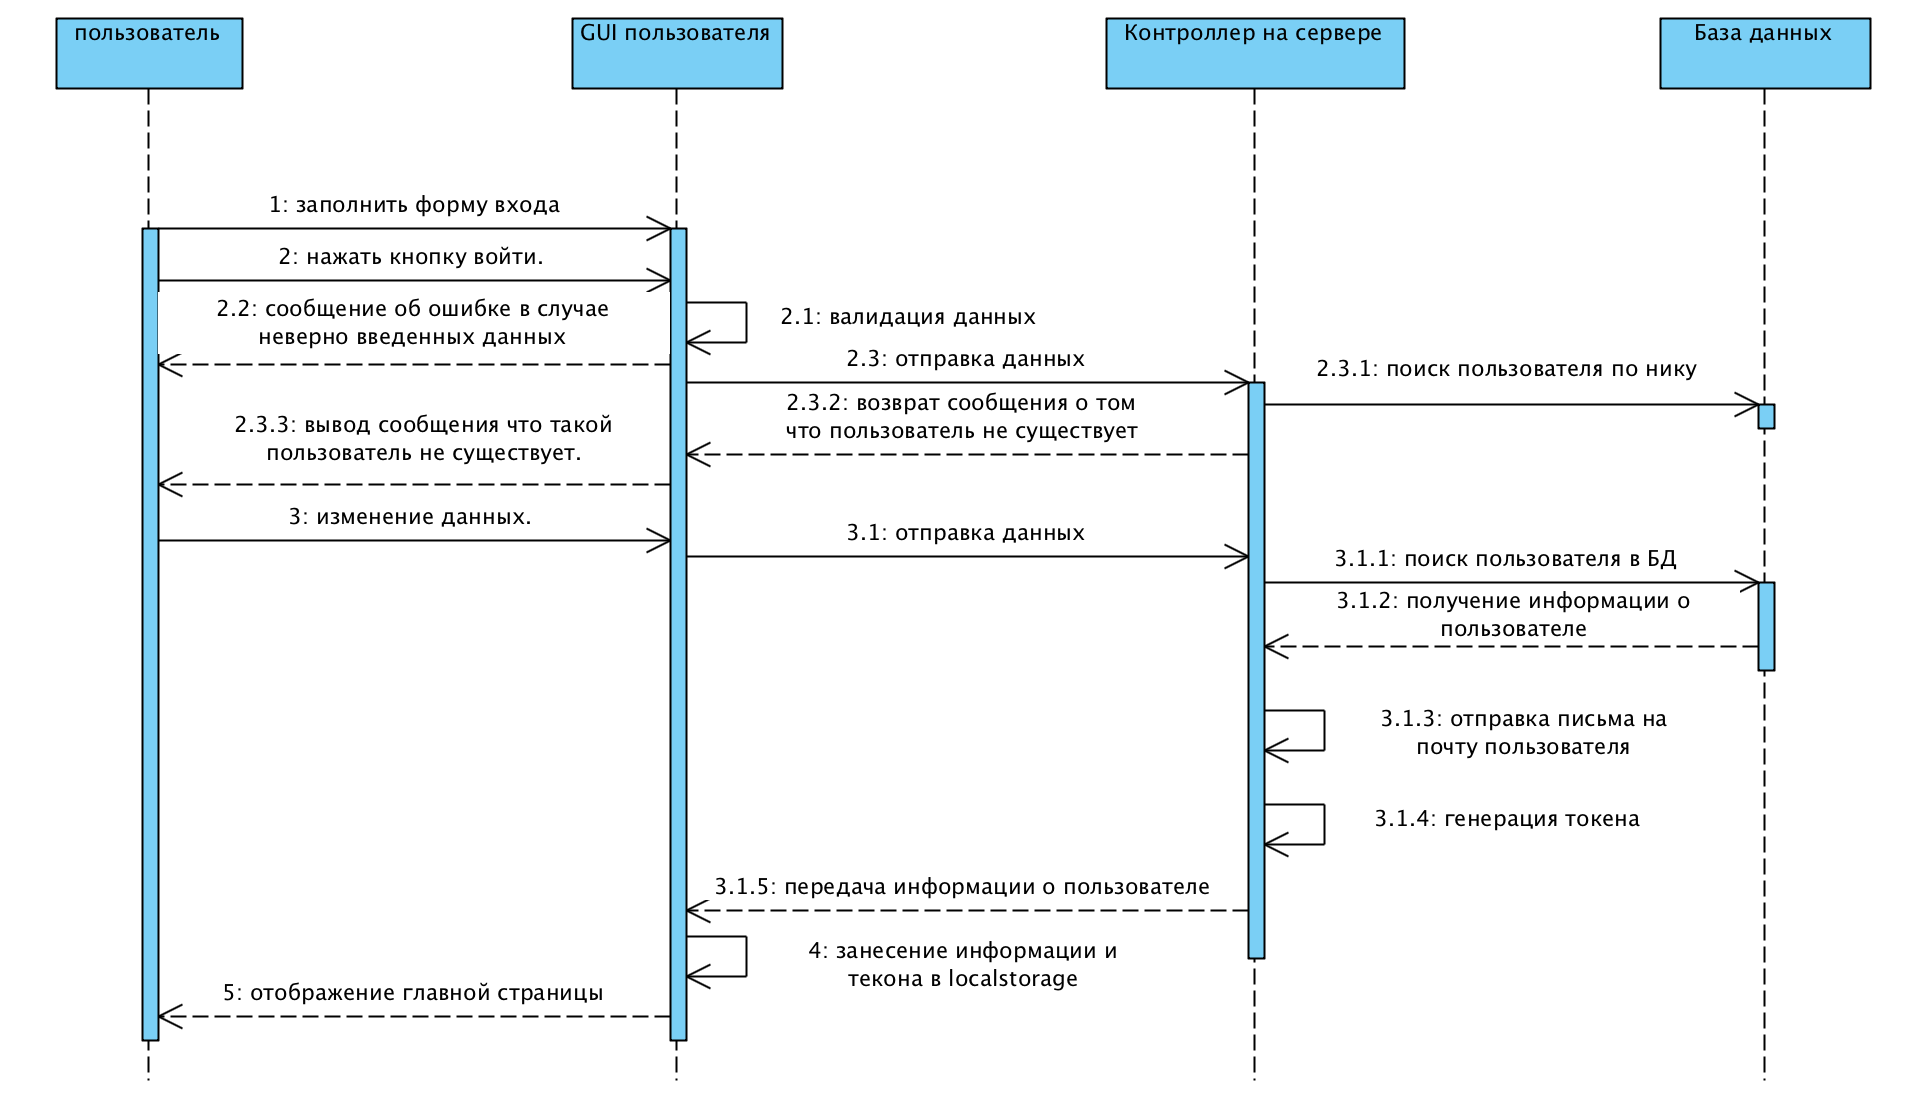 пользователь
GUI пользователя
Контроллер на сервере
База данных
1: заполнить форму входа
2: нажать кнопку войти.
2.2: сообщение об ошибке в случае
неверно введенных данных
2.1: валидация данных
2.3: отправка данных
2.3.1: поиск пользователя по нику
2.3.2: возврат сообщения о том
что пользователь не существует
2.3.3: вывод сообщения что такой
пользователь не существует.
3: изменение данных.
3.1: отправка данных
3.1.1: поиск пользователя в БД
3.1.2: получение информации о
пользователе
3.1.3: отправка письма на
почту пользователя
3.1.4: генерация токена
3.1.5: передача информации о пользователе
4: занесение информации и
текона в localstorage
5: отображение главной страницы